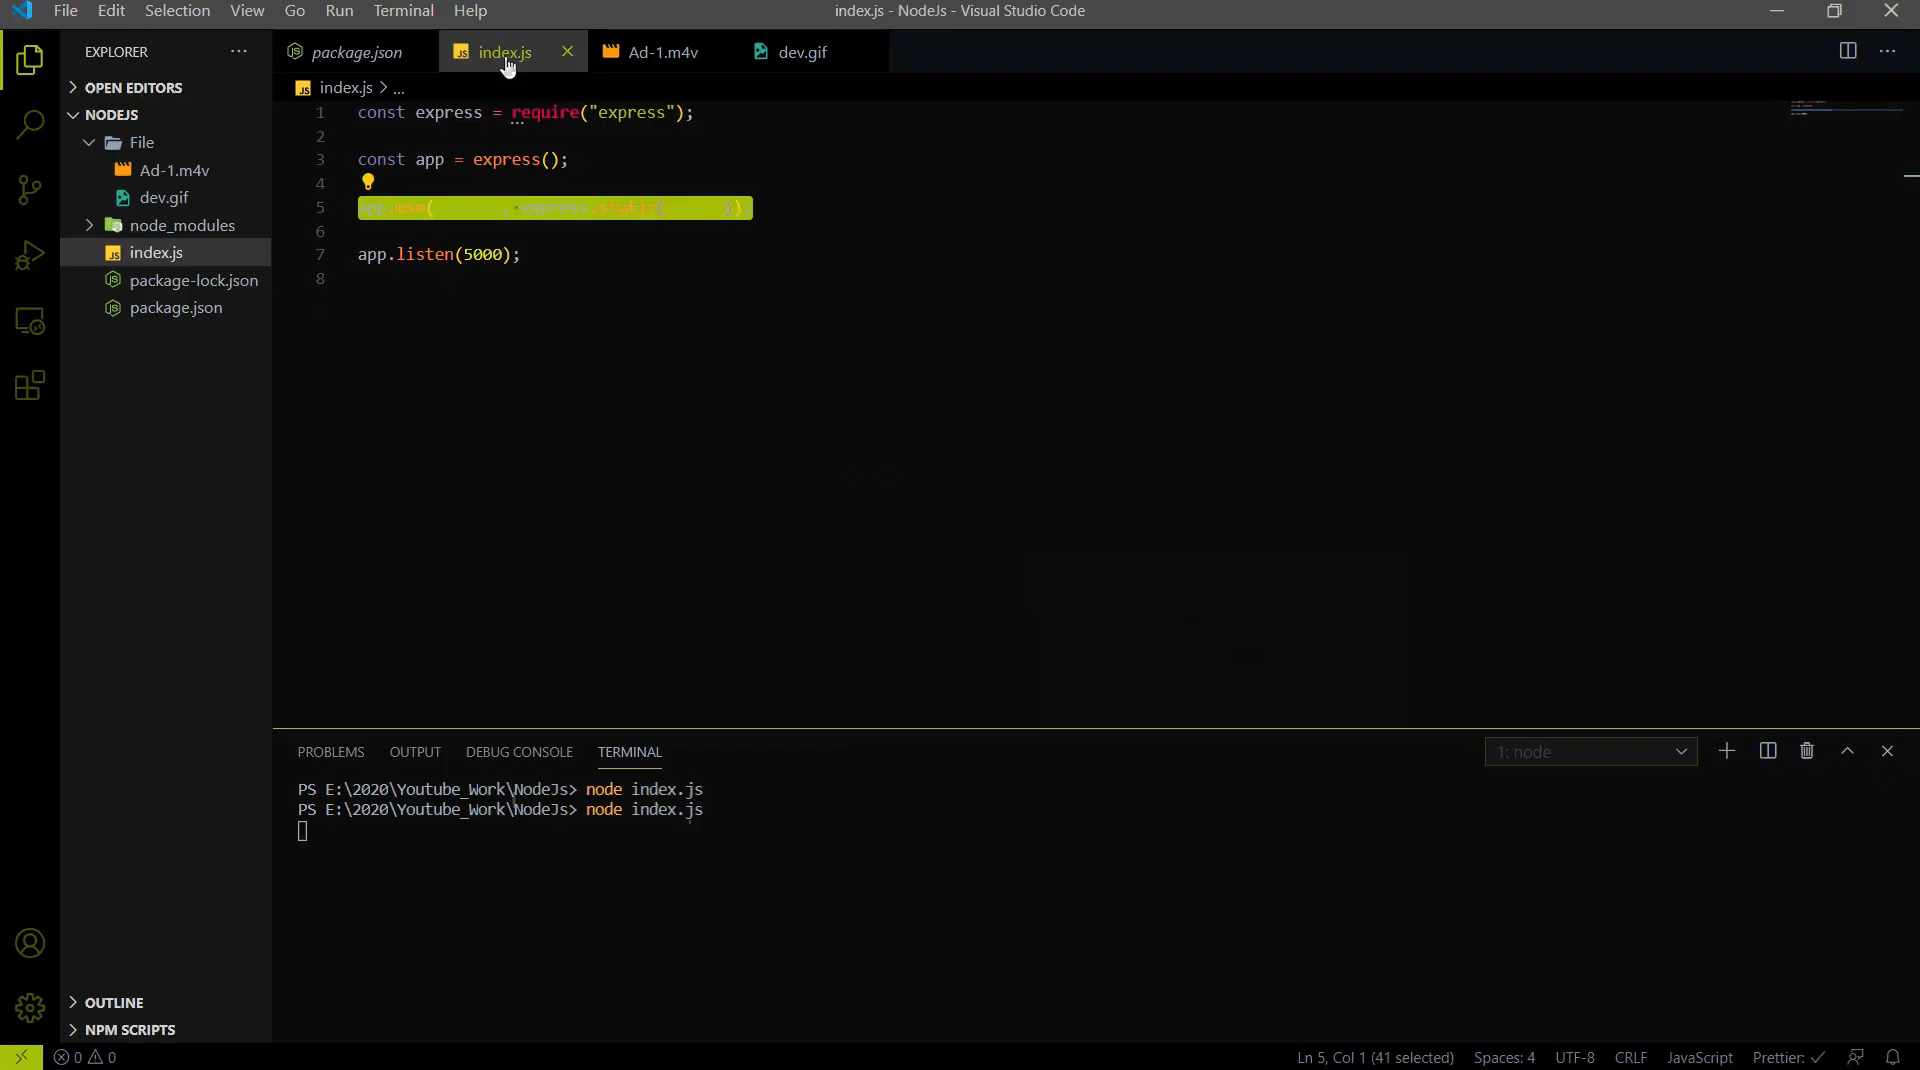 File Edit Selection View Go Run Terminal Help
index.js - NodeJs - Visual Studio Code
EXPLORER
OPEN EDITORS
NODEJS
File
Ad-1.m4v
dev.gif
node_modules
index.js
package-lock.json
package.json
OUTLINE
NPM SCRIPTS
package.json
index.js
Ad-1.m4v
dev.gif
index.js > ...
1 const express = require("express");
2
3 const app = express();
4
5 app.use( , express.static( ));
6
7 app.listen(5000);
8
PROBLEMS OUTPUT DEBUG CONSOLE TERMINAL
1: node
PS E:\2020\Youtube_Work\NodeJs> node index.js
PS E:\2020\Youtube_Work\NodeJs> node index.js
0 0
Ln 5, Col 1 (41 selected) Spaces: 4 UTF-8 CRLF JavaScript Prettier: ✓